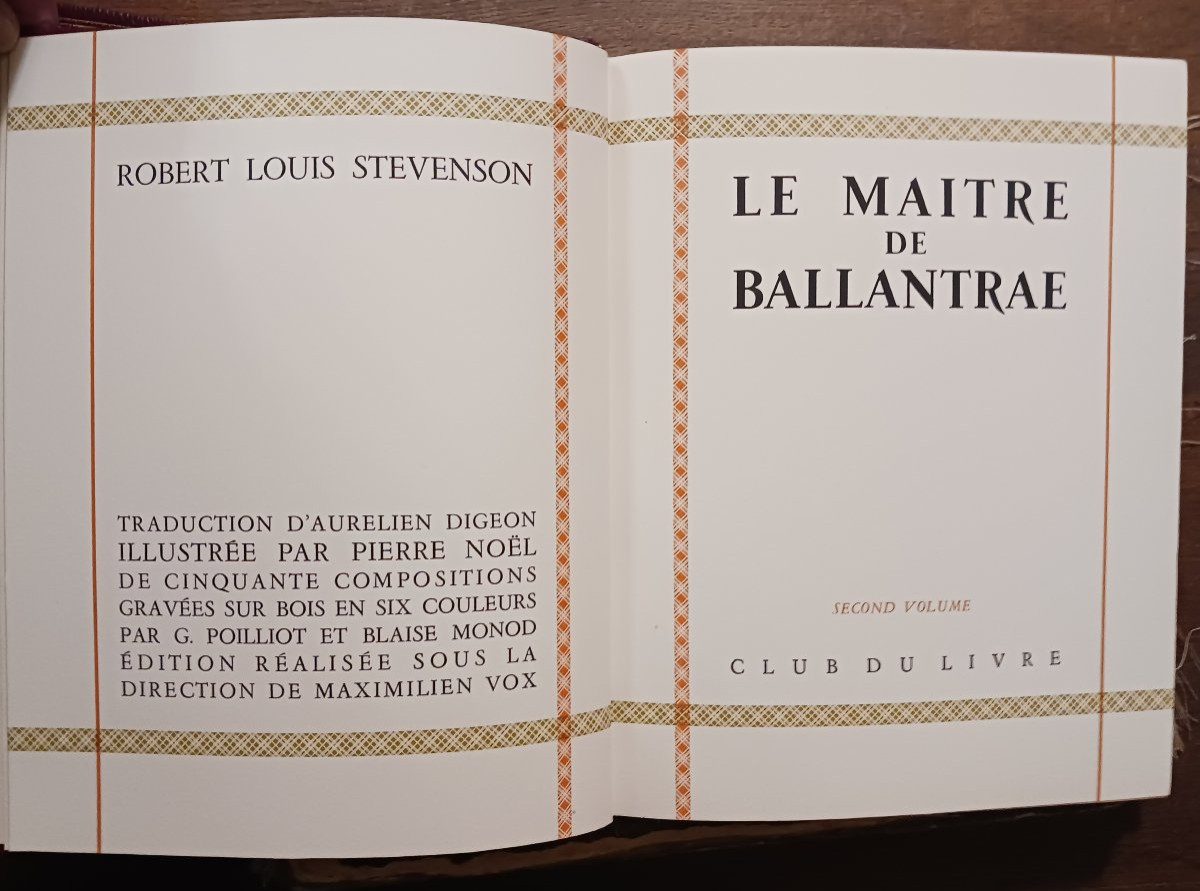 ROBERT LOUIS STEVENSON
TRADUCTION D'AURELIEN DIGEON
ILLUSTRÉE PAR PIERRE NOËL
DE CINQUANTE COMPOSITIONS
GRAVÉES SUR BOIS EN SIX COULEURS
PAR G. POILLIOT ET BLAISE MONOD
ÉDITION RÉALISÉE SOUS LA
DIRECTION DE MAXIMILIEN VOX
LE MAITRE
DE
BALLANTRAE
SECOND VOLUME
CLUB DU LIVRE